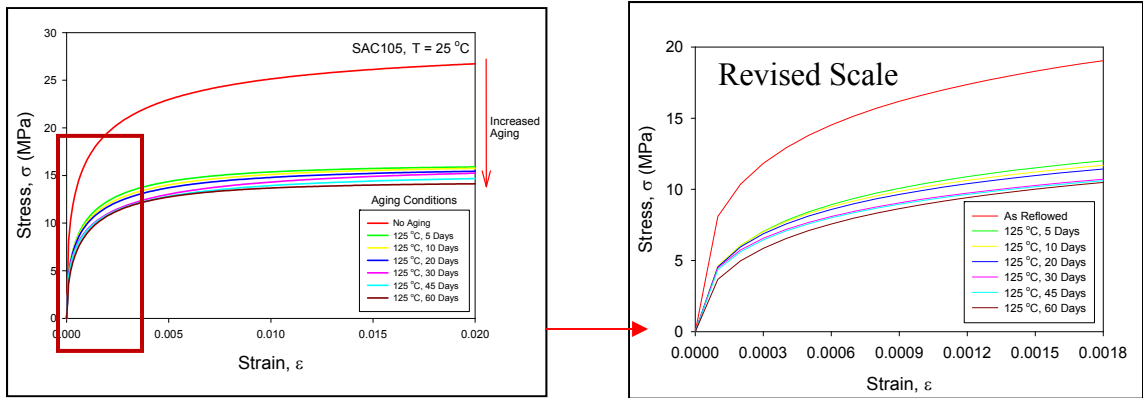 SAC105, T = 25 °C
Increased
Aging
Stress, σ (MPa)
30
25
20
15
10
5
0
Aging Conditions
No Aging
125 °C, 5 Days
125 °C, 10 Days
125 °C, 20 Days
125 °C, 30 Days
125 °C, 45 Days
125 °C, 60 Days
0.000 0.005 0.010 0.015 0.020
Strain, ε
Revised Scale
Stress, σ (MPa)
20
15
10
5
0
As Reflowed
125 °C, 5 Days
125 °C, 10 Days
125 °C, 20 Days
125 °C, 30 Days
125 °C, 45 Days
125 °C, 60 Days
0.0000 0.0003 0.0006 0.0009 0.0012 0.0015 0.0018
Strain, ε